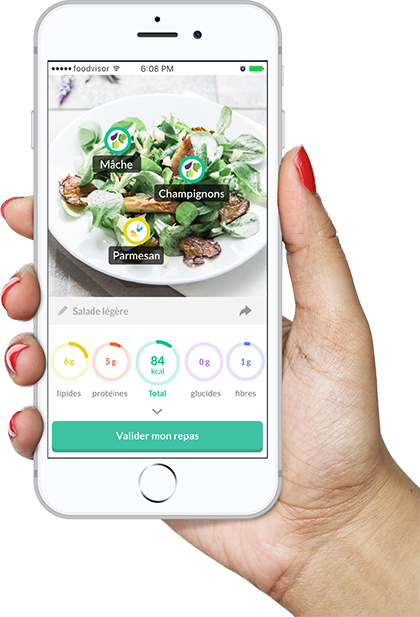 foodvisor 6:08 PM
Mâche
Champignons
Parmesan
Salade légère
6 g 5 g 84 kcal 0 g 1 g
lipides protéines Total glucides fibres
Valider mon repas